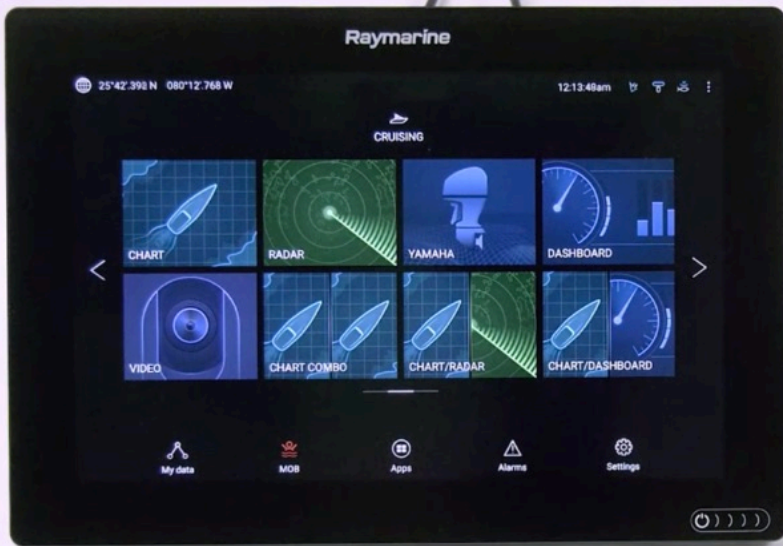 Raymarine
25°42'.392 N 080°12'.768 W
12:13:48am
CRUISING
CHART
RADAR
YAMAHA
DASHBOARD
VIDEO
CHART COMBO
CHART/RADAR
CHART/DASHBOARD
My data
MOB
Apps
Alarms
Settings